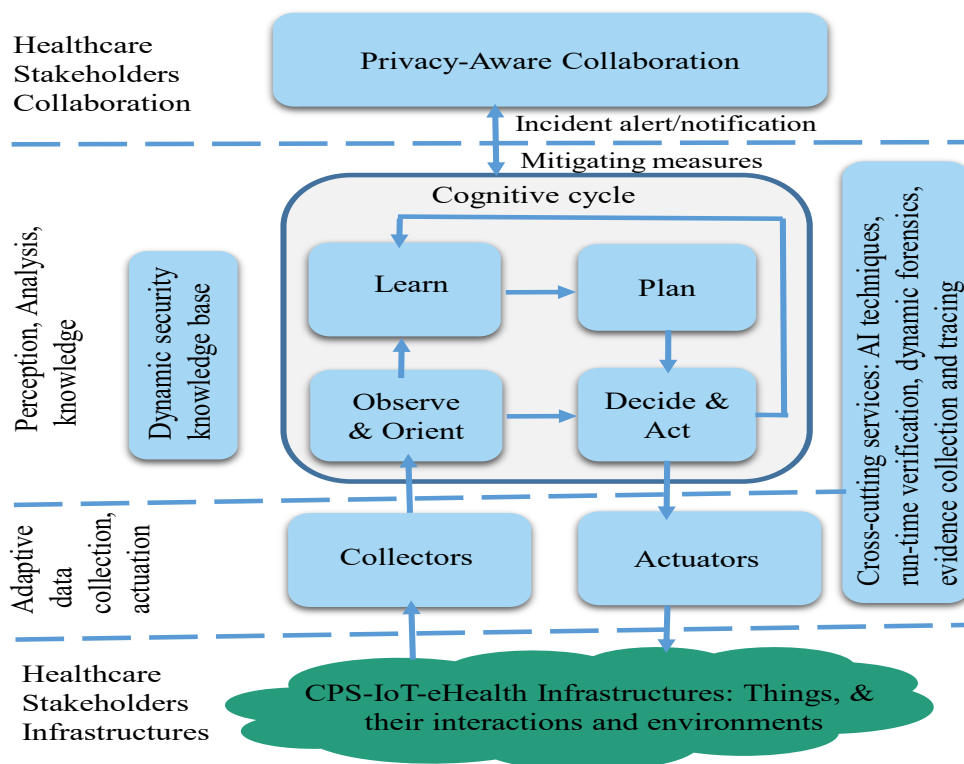 Healthcare
Stakeholders
Collaboration
Privacy-Aware Collaboration
Incident alert/notification
Mitigating measures
Perception, Analysis,
knowledge
Dynamic security
knowledge base
Cognitive cycle
Learn
Plan
Observe
& Orient
Decide &
Act
Cross-cutting services: AI techniques,
run-time verification, dynamic forensics,
evidence collection and tracing
Adaptive
data
collection,
actuation
Collectors
Actuators
Healthcare
Stakeholders
Infrastructures
CPS-IoT-eHealth Infrastructures: Things, &
their interactions and environments